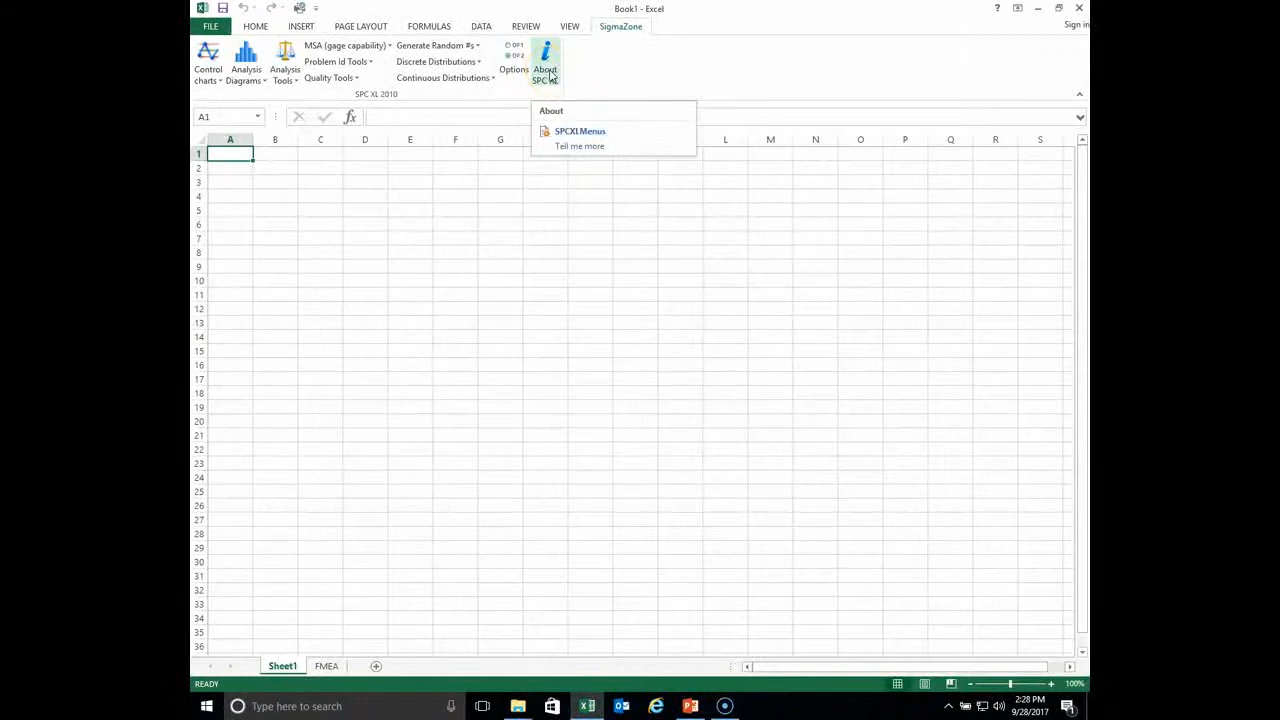 Book1 - Excel
Sign in
FILE HOME INSERT PAGE LAYOUT FORMULAS DATA REVIEW VIEW SigmaZone
Control charts
Analysis Diagrams
Analysis Tools
MSA (gage capability)
Problem Id Tools
Quality Tools
Generate Random #s
Discrete Distributions
Continuous Distributions
OP1
OP2
Options
About SPC XL
SPC XL 2010
About
SPCXLMenus
Tell me more
A1
fx
A B C D E F G L M N O P Q R S
1
2
3
4
5
6
7
8
9
10
11
12
13
14
15
16
17
18
19
20
21
22
23
24
25
26
27
28
29
30
31
32
33
34
35
36
Sheet1 FMEA
READY
100%
Type here to search
2:28 PM
9/28/2017